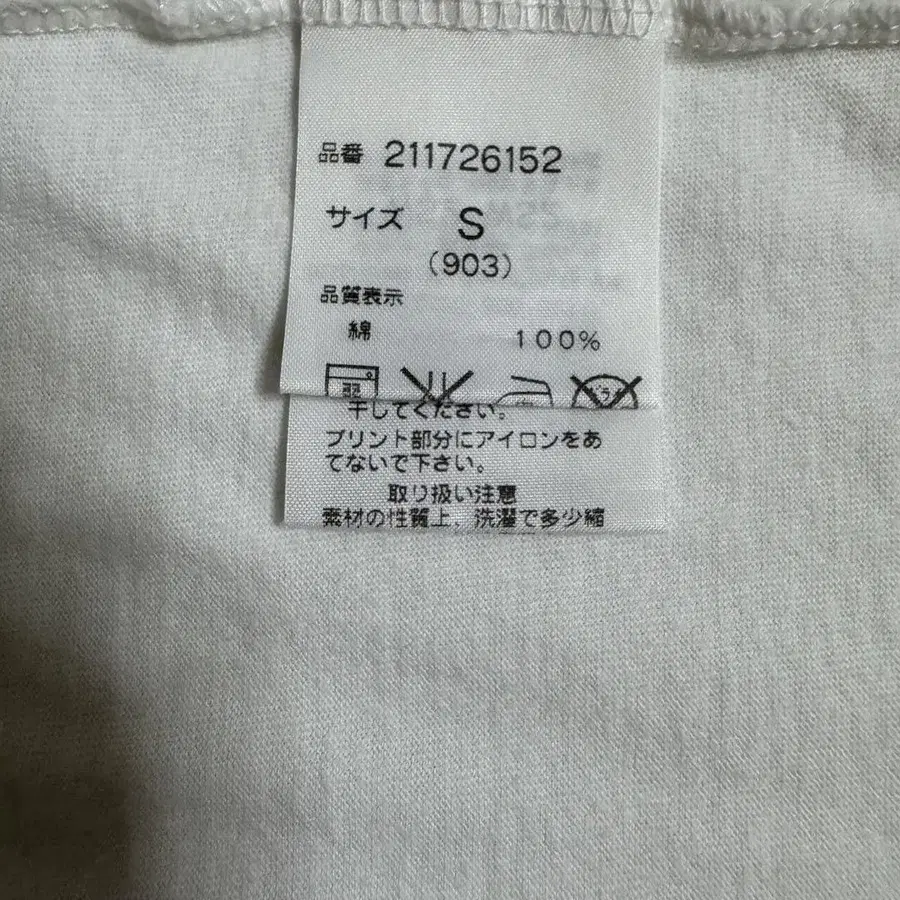 品番 211726152
サイズ S
(903)
品質表示
綿 100%
干してください。
プリント部分にアイロンをあ
てないで下さい。
取り扱い注意
素材の性質上、洗濯で多少縮